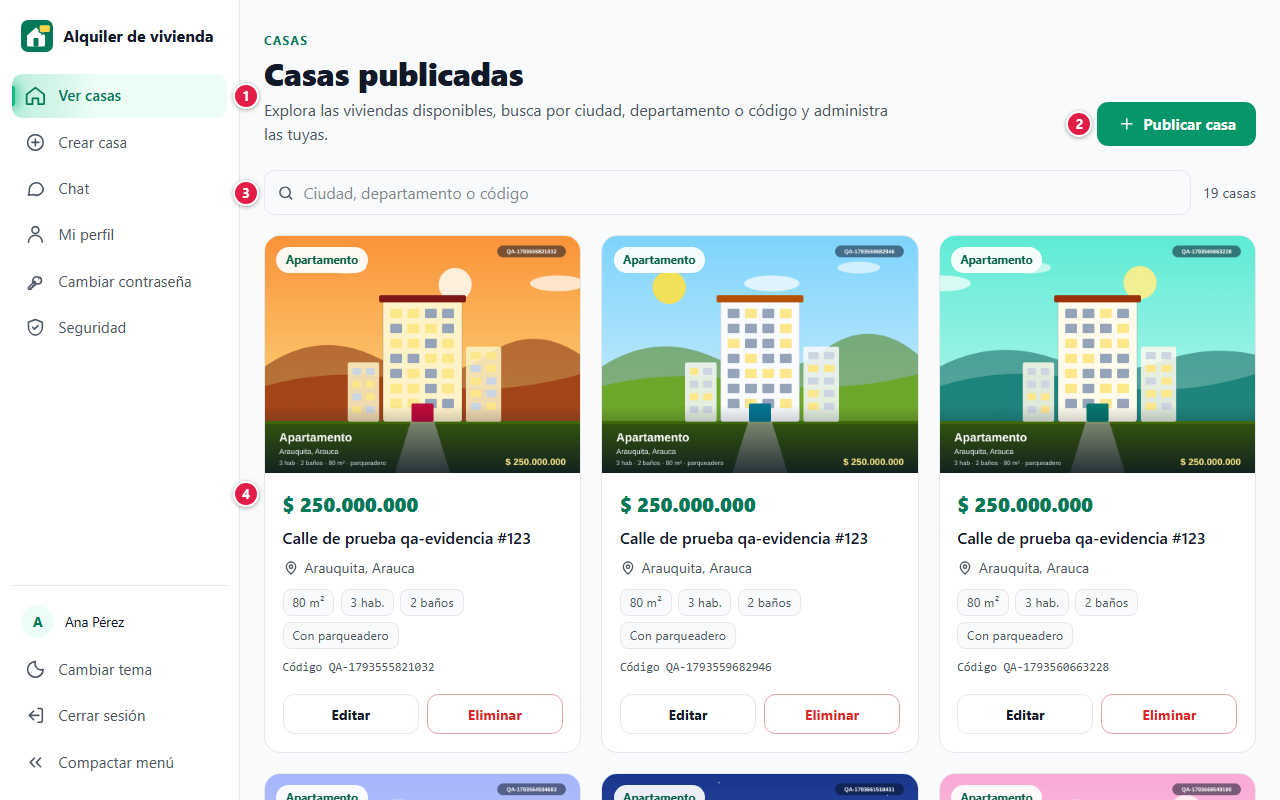 Alquiler de vivienda
Ver casas
Crear casa
Chat
Mi perfil
Cambiar contraseña
Seguridad
A Ana Pérez
Cambiar tema
Cerrar sesión
Compactar menú
1
CASAS
Casas publicadas
Explora las viviendas disponibles, busca por ciudad, departamento o código y administra
las tuyas.
2
+ Publicar casa
3
Ciudad, departamento o código
19 casas
Apartamento
QA-1793555821032
Apartamento
Arauquita, Arauca
3 hab · 2 baños · 80 m² · parqueadero
$ 250.000.000
4
$ 250.000.000
Calle de prueba qa-evidencia #123
Arauquita, Arauca
80 m²
3 hab.
2 baños
Con parqueadero
Código QA-1793555821032
Editar
Eliminar
Apartamento
QA-1793559682946
Apartamento
Arauquita, Arauca
3 hab · 2 baños · 80 m² · parqueadero
$ 250.000.000
$ 250.000.000
Calle de prueba qa-evidencia #123
Arauquita, Arauca
80 m²
3 hab.
2 baños
Con parqueadero
Código QA-1793559682946
Editar
Eliminar
Apartamento
QA-1793560663228
Apartamento
Arauquita, Arauca
3 hab · 2 baños · 80 m² · parqueadero
$ 250.000.000
$ 250.000.000
Calle de prueba qa-evidencia #123
Arauquita, Arauca
80 m²
3 hab.
2 baños
Con parqueadero
Código QA-1793560663228
Editar
Eliminar
Apartamento
Apartamento
Apartamento